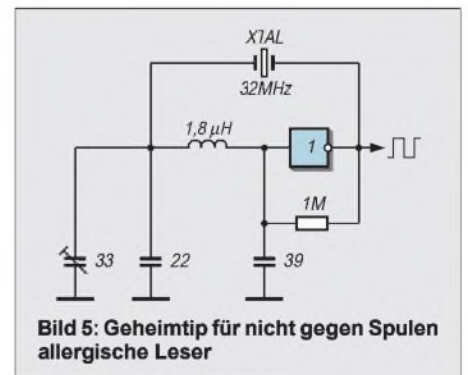 XTAL
32MHz
1,8 µH
1
1M
33
22
39
Bild 5: Geheimtip für nicht gegen Spulen
allergische Leser